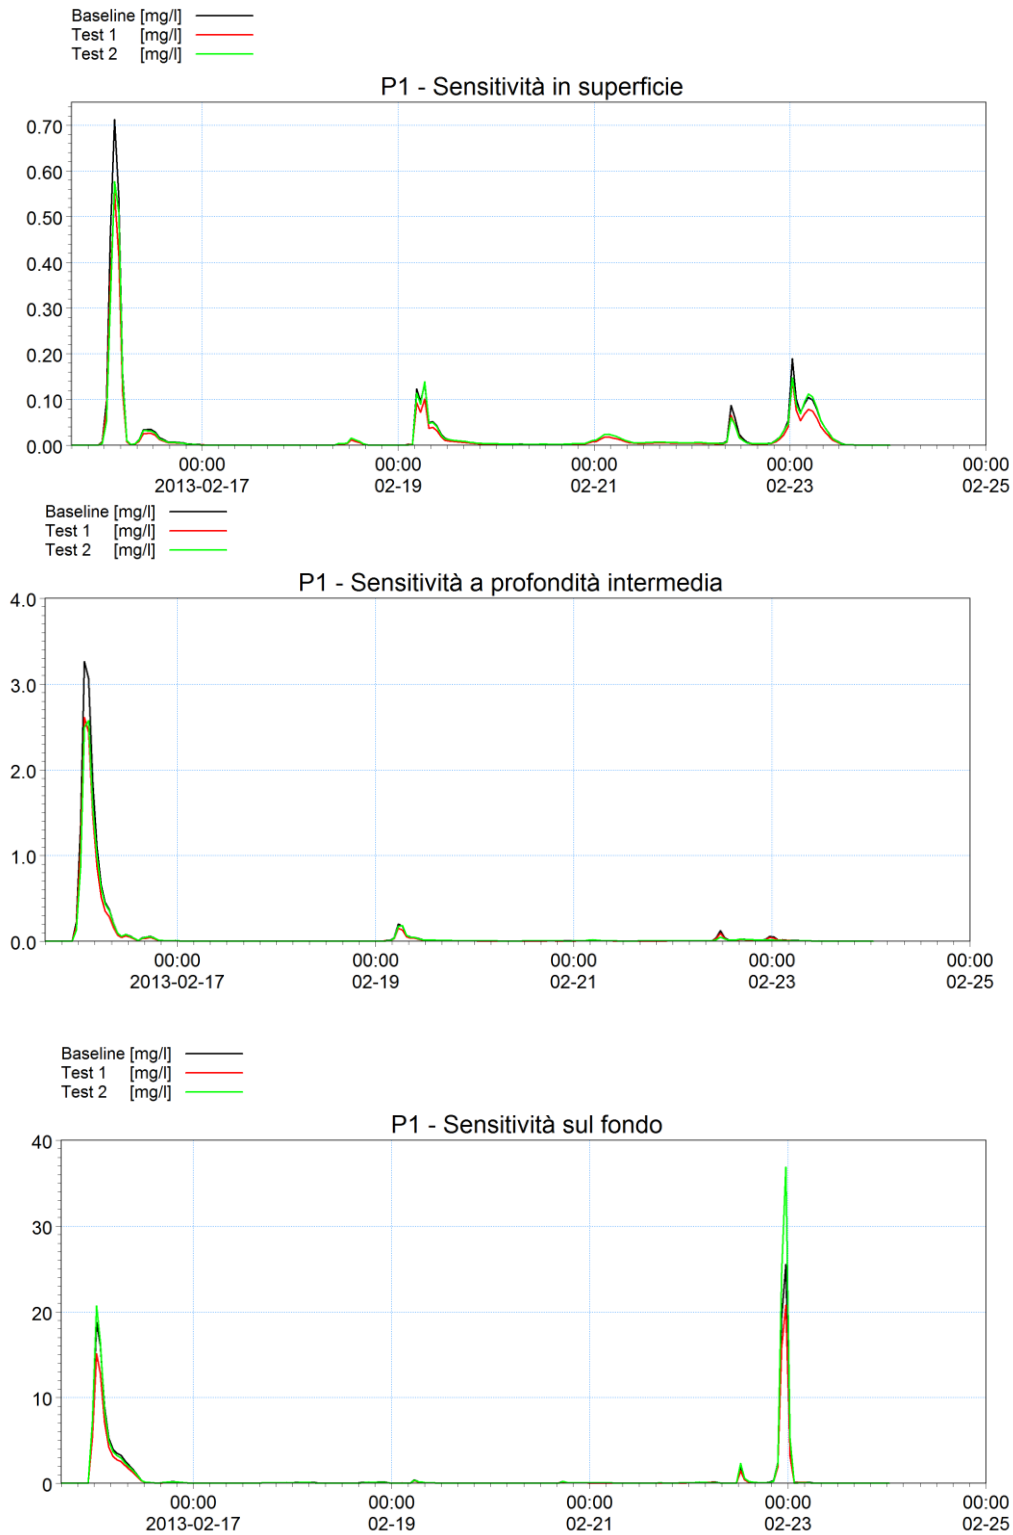 Baseline [mg/l]
Test 1 [mg/l]
Test 2 [mg/l]
P1 - Sensitività in superficie
0.70
0.60
0.50
0.40
0.30
0.20
0.10
0.00
00:00 00:00 00:00 00:00 00:00
2013-02-17 02-19 02-21 02-23 02-25
Baseline [mg/l]
Test 1 [mg/l]
Test 2 [mg/l]
P1 - Sensitività a profondità intermedia
4.0
3.0
2.0
1.0
0.0
00:00 00:00 00:00 00:00 00:00
2013-02-17 02-19 02-21 02-23 02-25
Baseline [mg/l]
Test 1 [mg/l]
Test 2 [mg/l]
P1 - Sensitività sul fondo
40
30
20
10
0
00:00 00:00 00:00 00:00 00:00
2013-02-17 02-19 02-21 02-23 02-25